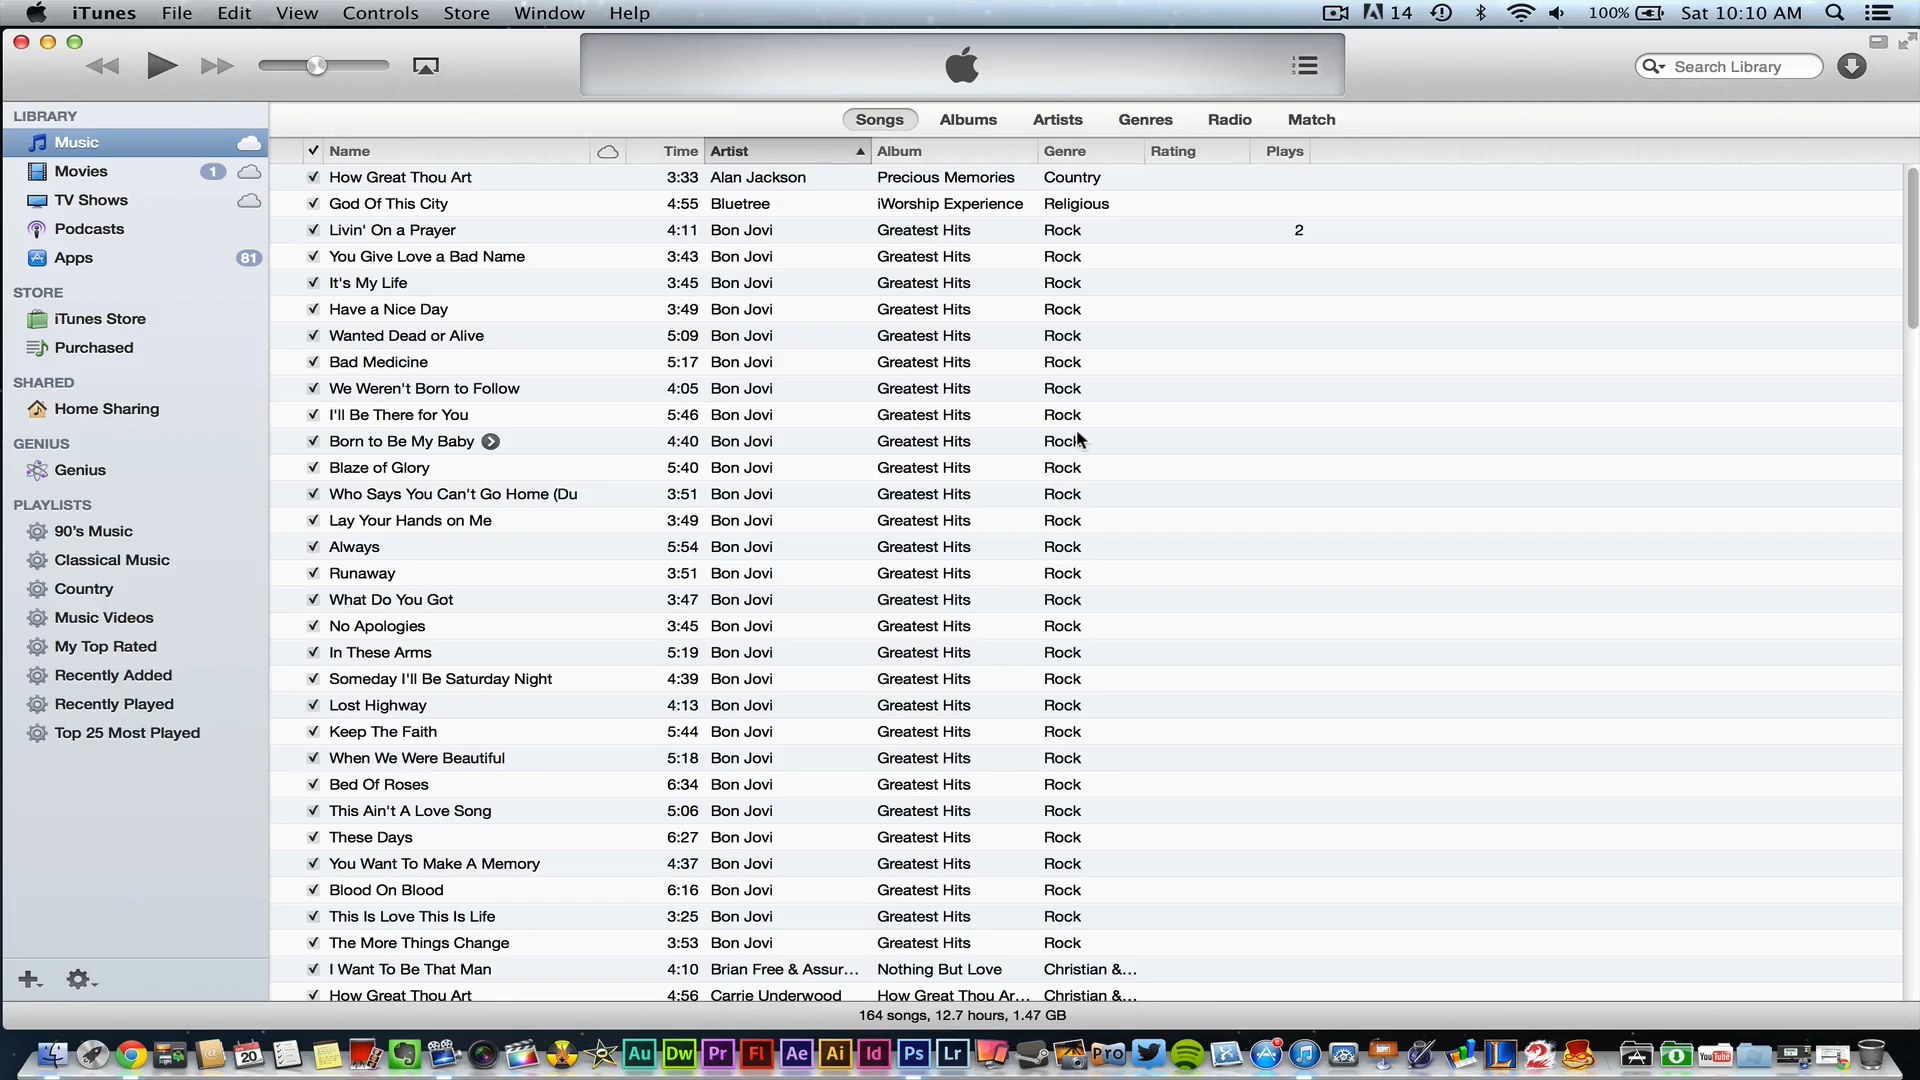 iTunes File Edit View Controls Store Window Help 14 100% Sat 10:10 AM
Search Library
LIBRARY
Music
Movies 1
TV Shows
Podcasts
Apps 81
STORE
iTunes Store
Purchased
SHARED
Home Sharing
GENIUS
Genius
PLAYLISTS
90's Music
Classical Music
Country
Music Videos
My Top Rated
Recently Added
Recently Played
Top 25 Most Played
Songs Albums Artists Genres Radio Match
Name Time Artist Album Genre Rating Plays
How Great Thou Art 3:33 Alan Jackson Precious Memories Country
God Of This City 4:55 Bluetree iWorship Experience Religious
Livin' On a Prayer 4:11 Bon Jovi Greatest Hits Rock 2
You Give Love a Bad Name 3:43 Bon Jovi Greatest Hits Rock
It's My Life 3:45 Bon Jovi Greatest Hits Rock
Have a Nice Day 3:49 Bon Jovi Greatest Hits Rock
Wanted Dead or Alive 5:09 Bon Jovi Greatest Hits Rock
Bad Medicine 5:17 Bon Jovi Greatest Hits Rock
We Weren't Born to Follow 4:05 Bon Jovi Greatest Hits Rock
I'll Be There for You 5:46 Bon Jovi Greatest Hits Rock
Born to Be My Baby 4:40 Bon Jovi Greatest Hits Rock
Blaze of Glory 5:40 Bon Jovi Greatest Hits Rock
Who Says You Can't Go Home (Du 3:51 Bon Jovi Greatest Hits Rock
Lay Your Hands on Me 3:49 Bon Jovi Greatest Hits Rock
Always 5:54 Bon Jovi Greatest Hits Rock
Runaway 3:51 Bon Jovi Greatest Hits Rock
What Do You Got 3:47 Bon Jovi Greatest Hits Rock
No Apologies 3:45 Bon Jovi Greatest Hits Rock
In These Arms 5:19 Bon Jovi Greatest Hits Rock
Someday I'll Be Saturday Night 4:39 Bon Jovi Greatest Hits Rock
Lost Highway 4:13 Bon Jovi Greatest Hits Rock
Keep The Faith 5:44 Bon Jovi Greatest Hits Rock
When We Were Beautiful 5:18 Bon Jovi Greatest Hits Rock
Bed Of Roses 6:34 Bon Jovi Greatest Hits Rock
This Ain't A Love Song 5:06 Bon Jovi Greatest Hits Rock
These Days 6:27 Bon Jovi Greatest Hits Rock
You Want To Make A Memory 4:37 Bon Jovi Greatest Hits Rock
Blood On Blood 6:16 Bon Jovi Greatest Hits Rock
This Is Love This Is Life 3:25 Bon Jovi Greatest Hits Rock
The More Things Change 3:53 Bon Jovi Greatest Hits Rock
I Want To Be That Man 4:10 Brian Free & Assur... Nothing But Love Christian &...
How Great Thou Art 4:56 Carrie Underwood How Great Thou Ar... Christian &...
164 songs, 12.7 hours, 1.47 GB
20 Au Dw Pr Fl Ae Ai Id Ps Lr Pro YouTube